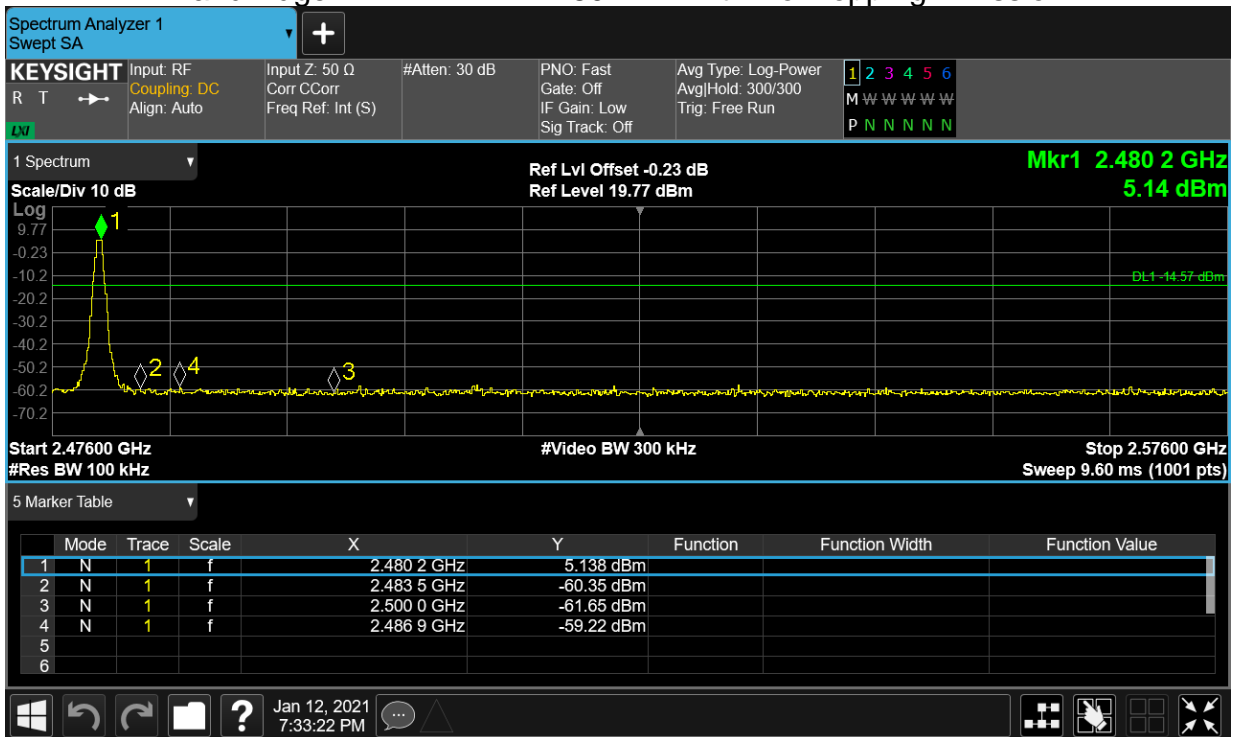 Spectrum Analyzer 1
Swept SA
KEYSIGHT
R T
LXI
Input: RF
Coupling: DC
Align: Auto
Input Z: 50 Ω
Corr CCorr
Freq Ref: Int (S)
#Atten: 30 dB
PNO: Fast
Gate: Off
IF Gain: Low
Sig Track: Off
Avg Type: Log-Power
Avg|Hold: 300/300
Trig: Free Run
1 2 3 4 5 6
M W W W W W W
P N N N N N N
1 Spectrum
Scale/Div 10 dB
Ref Lvl Offset -0.23 dB
Ref Level 19.77 dBm
Mkr1 2.480 2 GHz
5.14 dBm
Log
9.77
-0.23
-10.2
-20.2
-30.2
-40.2
-50.2
-60.2
-70.2
1
2
4
3
DL1 -14.57 dBm
Start 2.47600 GHz
#Res BW 100 kHz
#Video BW 300 kHz
Stop 2.57600 GHz
Sweep 9.60 ms (1001 pts)
5 Marker Table
Mode Trace Scale X Y Function Function Width Function Value
1 N 1 f 2.480 2 GHz 5.138 dBm
2 N 1 f 2.483 5 GHz -60.35 dBm
3 N 1 f 2.500 0 GHz -61.65 dBm
4 N 1 f 2.486 9 GHz -59.22 dBm
5
6
?
Jan 12, 2021
7:33:22 PM